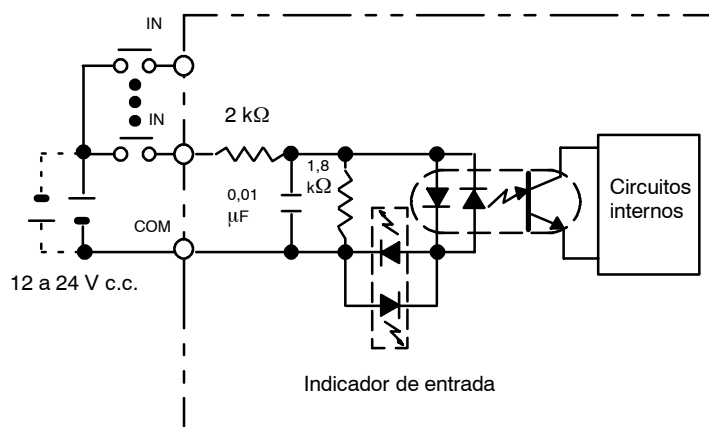 IN
IN
2 kΩ
0,01
μF
1,8
kΩ
COM
Circuitos
internos
12 a 24 V c.c.
Indicador de entrada